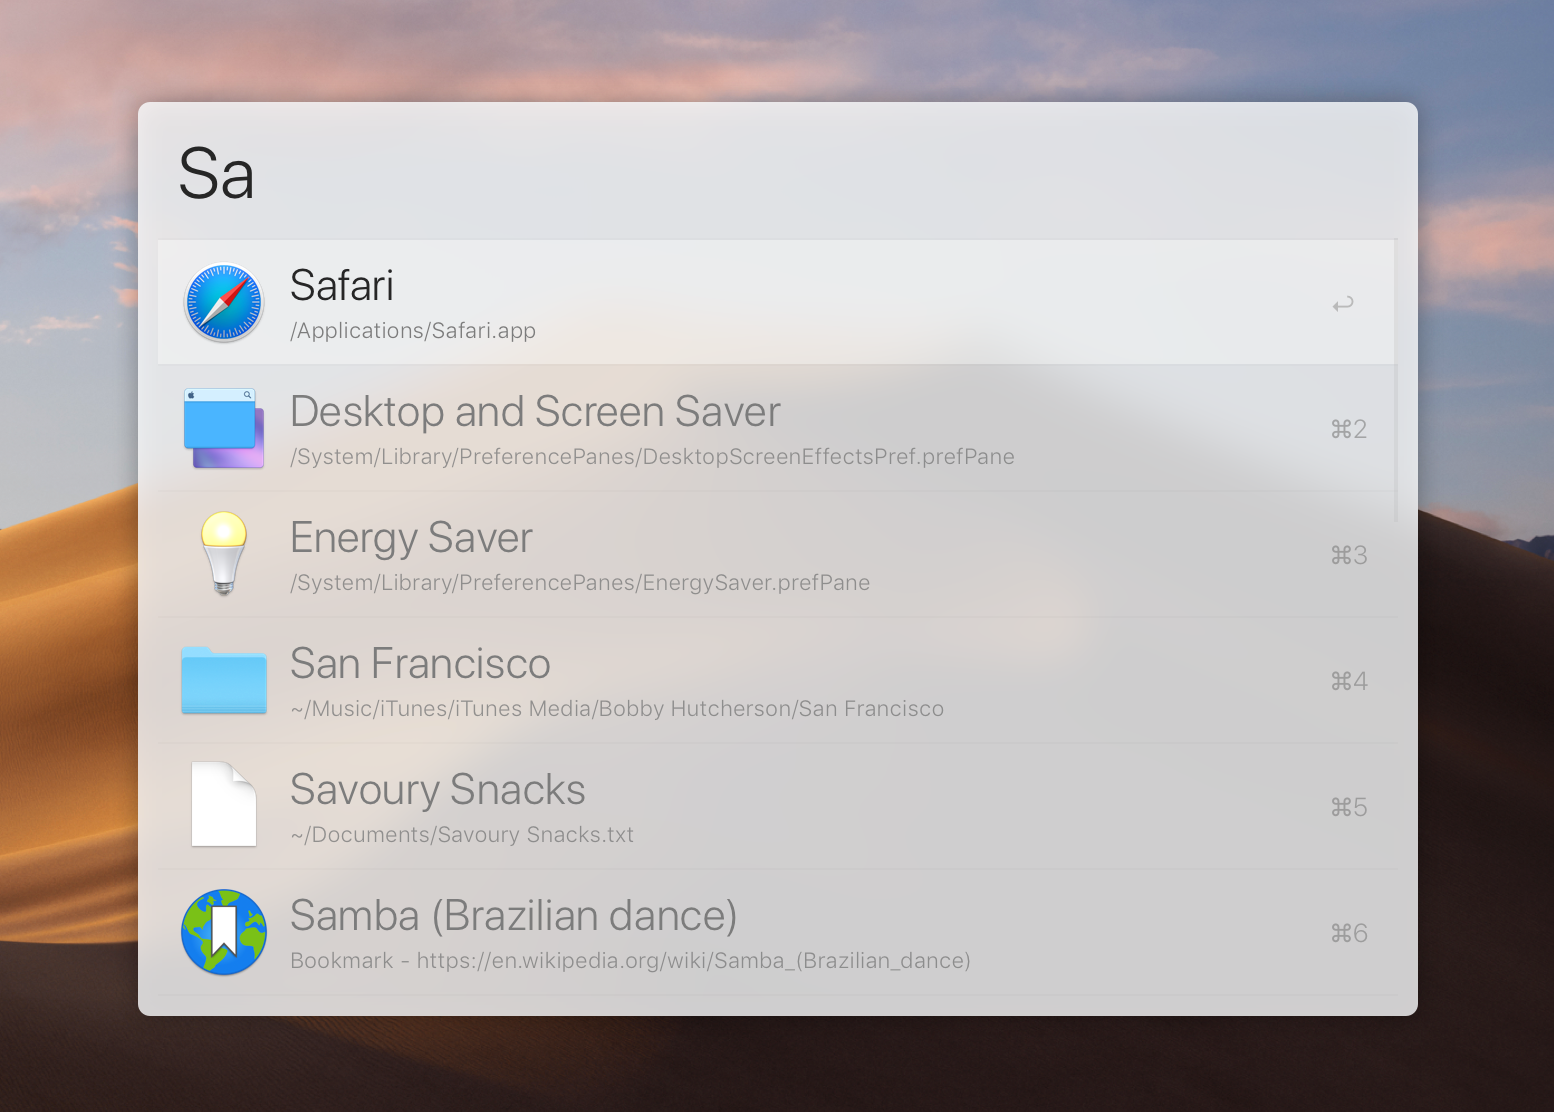 Sa
Safari
/Applications/Safari.app
↩
Desktop and Screen Saver
/System/Library/PreferencePanes/DesktopScreenEffectsPref.prefPane
⌘2
Energy Saver
/System/Library/PreferencePanes/EnergySaver.prefPane
⌘3
San Francisco
~/Music/iTunes/iTunes Media/Bobby Hutcherson/San Francisco
⌘4
Savoury Snacks
~/Documents/Savoury Snacks.txt
⌘5
Samba (Brazilian dance)
Bookmark - https://en.wikipedia.org/wiki/Samba_(Brazilian_dance)
⌘6